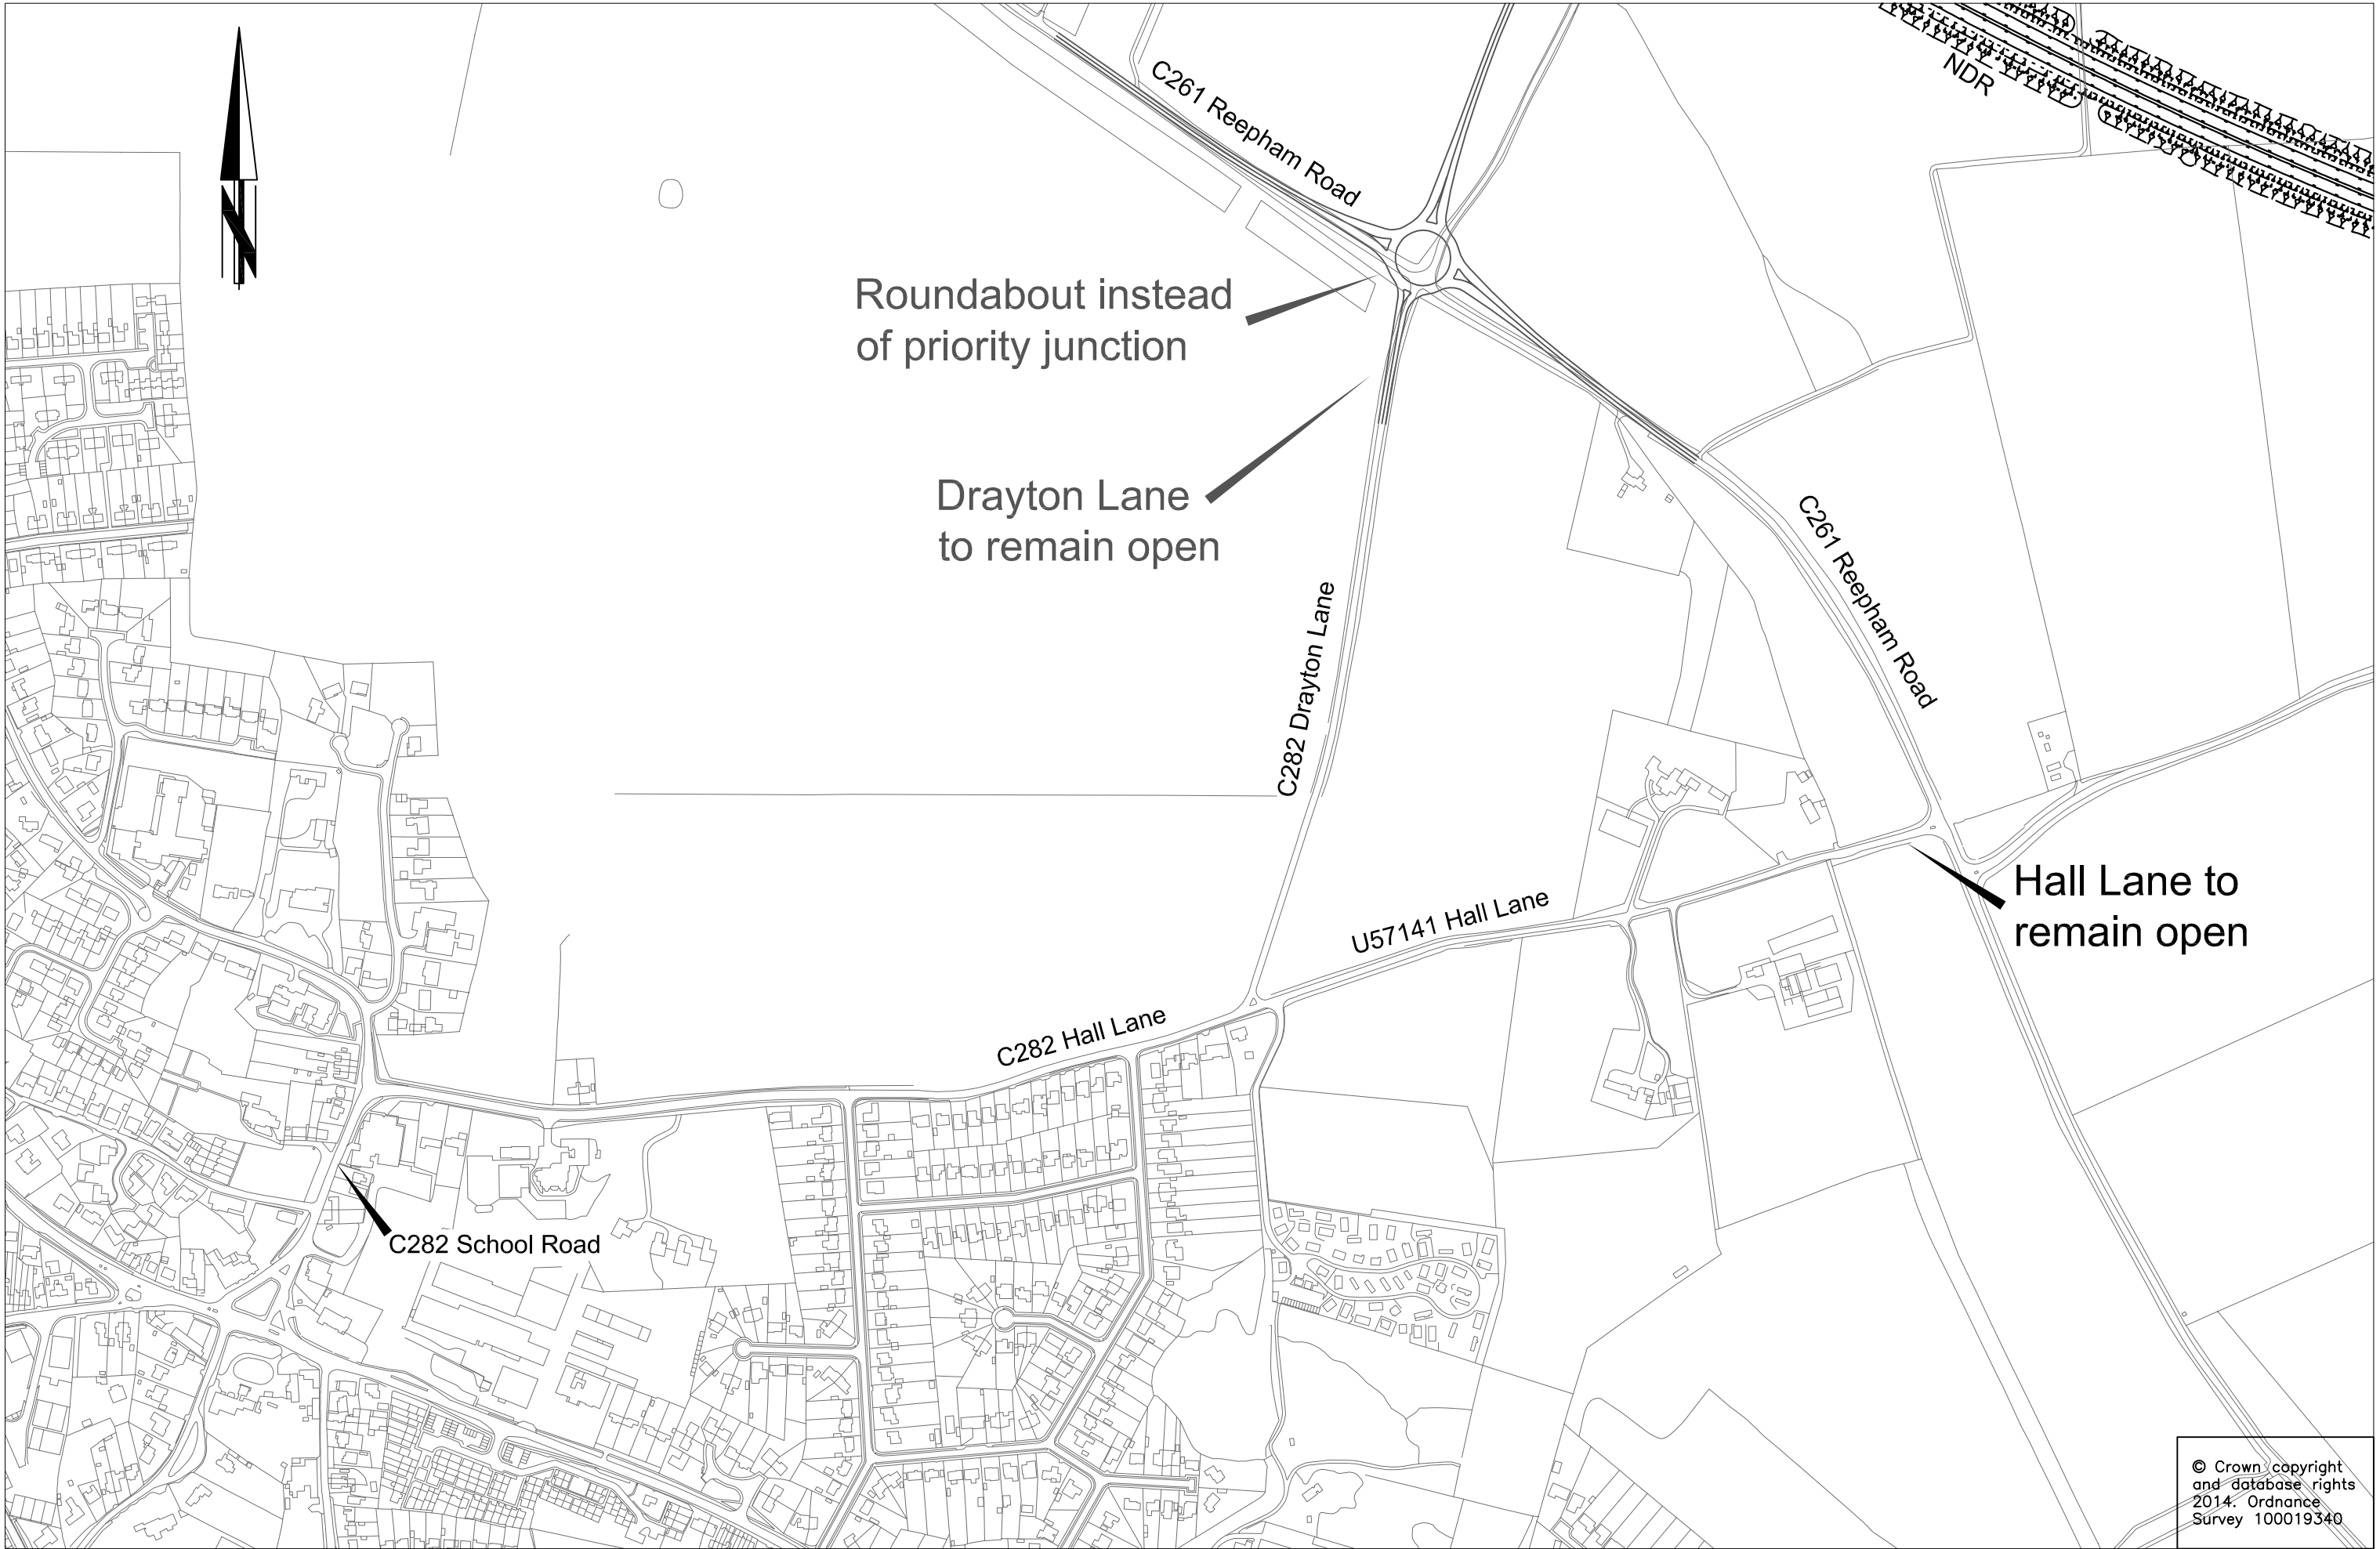 C261 Reepham Road
NDR
N
Roundabout instead
of priority junction
Drayton Lane
to remain open
C261 Reepham Road
C282 Drayton Lane
Hall Lane to
remain open
U57141 Hall Lane
C282 Hall Lane
C282 School Road
© Crown copyright
and database rights
2014. Ordnance
Survey 100019340